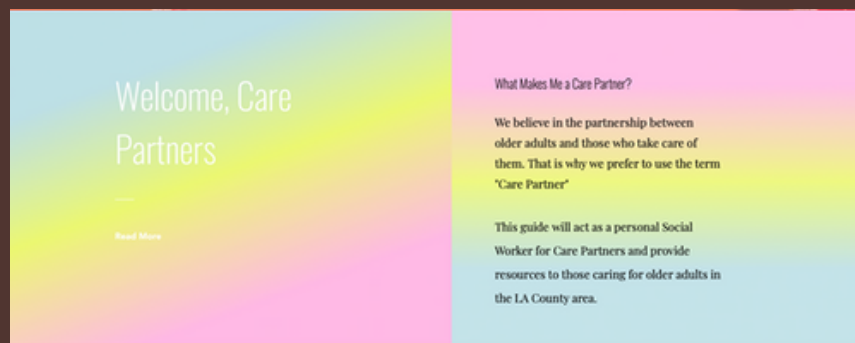 Welcome, Care
Partners
Read More
What Makes Me a Care Partner?
We believe in the partnership between
older adults and those who take care of
them. That is why we prefer to use the term
"Care Partner"
This guide will act as a personal Social
Worker for Care Partners and provide
resources to those caring for older adults in
the LA County area.